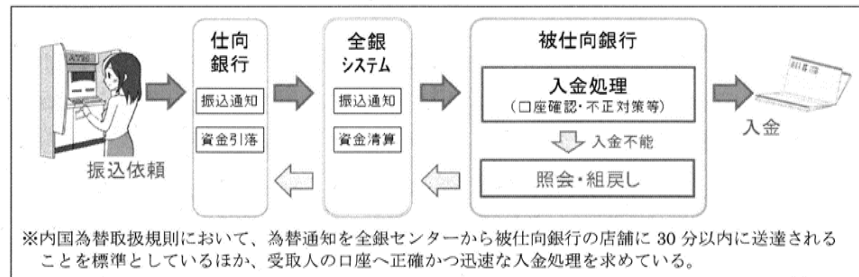 仕向
銀行
振込通知
資金引落
全銀
システム
振込通知
資金清算
被仕向銀行
入金処理
(口座確認・不正対策等)
入金不能
照会・組戻し
振込依頼
入金
※内国為替取扱規則において、為替通知を全銀センターから被仕向銀行の店舗に 30 分以内に送達される
ことを標準としているほか、受取人の口座へ正確かつ迅速な入金処理を求めている。